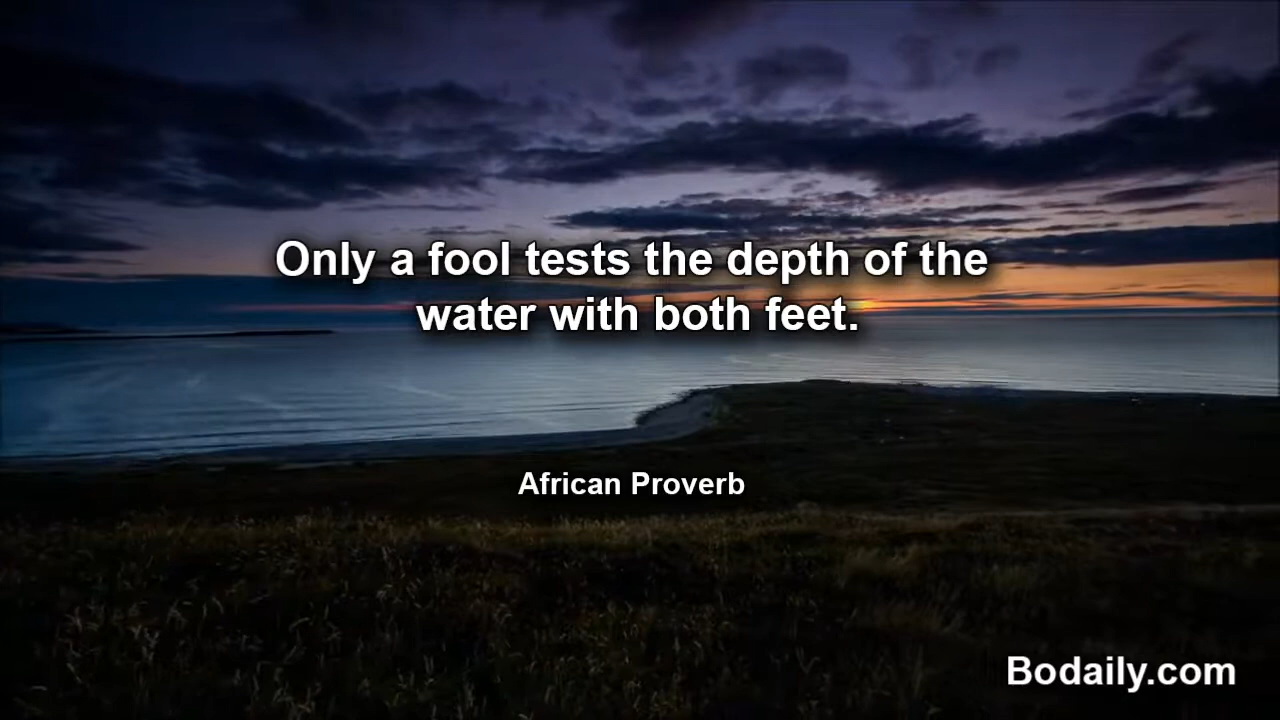 Only a fool tests the depth of the
water with both feet.
African Proverb
Bodaily.com